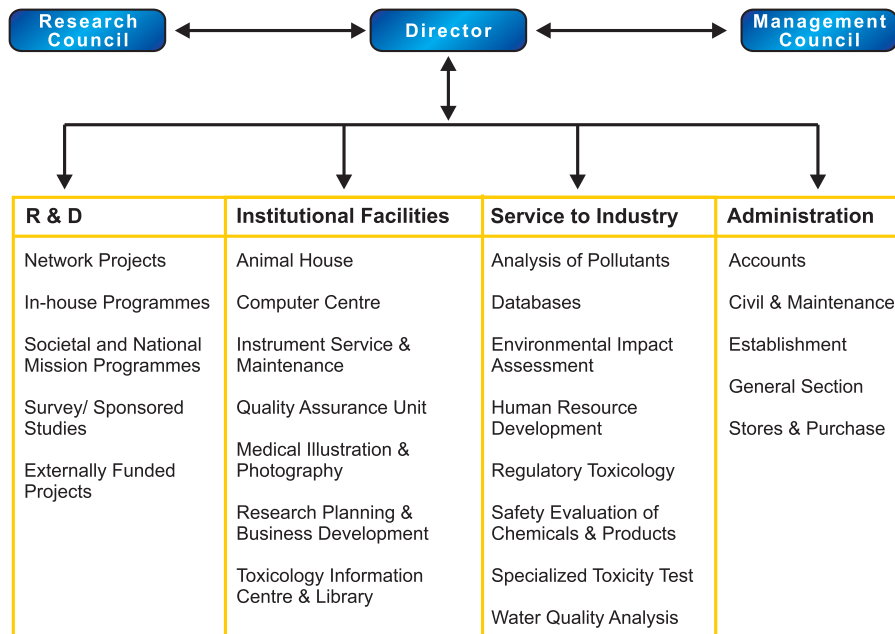 Research
Council
Director
Management
Council
R & D
Network Projects
In-house Programmes
Societal and National
Mission Programmes
Survey/ Sponsored
Studies
Externally Funded
Projects
Institutional Facilities
Animal House
Computer Centre
Instrument Service &
Maintenance
Quality Assurance Unit
Medical Illustration &
Photography
Research Planning &
Business Development
Toxicology Information
Centre & Library
Service to Industry
Analysis of Pollutants
Databases
Environmental Impact
Assessment
Human Resource
Development
Regulatory Toxicology
Safety Evaluation of
Chemicals & Products
Specialized Toxicity Test
Water Quality Analysis
Administration
Accounts
Civil & Maintenance
Establishment
General Section
Stores & Purchase